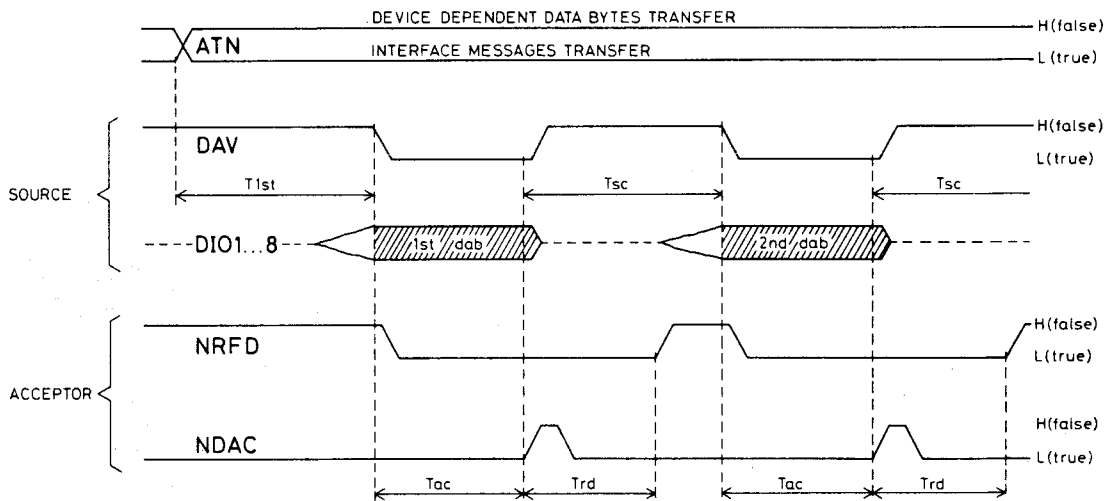 DEVICE DEPENDENT DATA BYTES TRANSFER
H(false)
ATN
INTERFACE MESSAGES TRANSFER
L(true)
H(false)
DAV
L(true)
T1st
Tsc
Tsc
SOURCE
DIO1...8
1st dab
2nd dab
H(false)
NRFD
L(true)
ACCEPTOR
H(false)
NDAC
L(true)
Tac
Trd
Tac
Trd